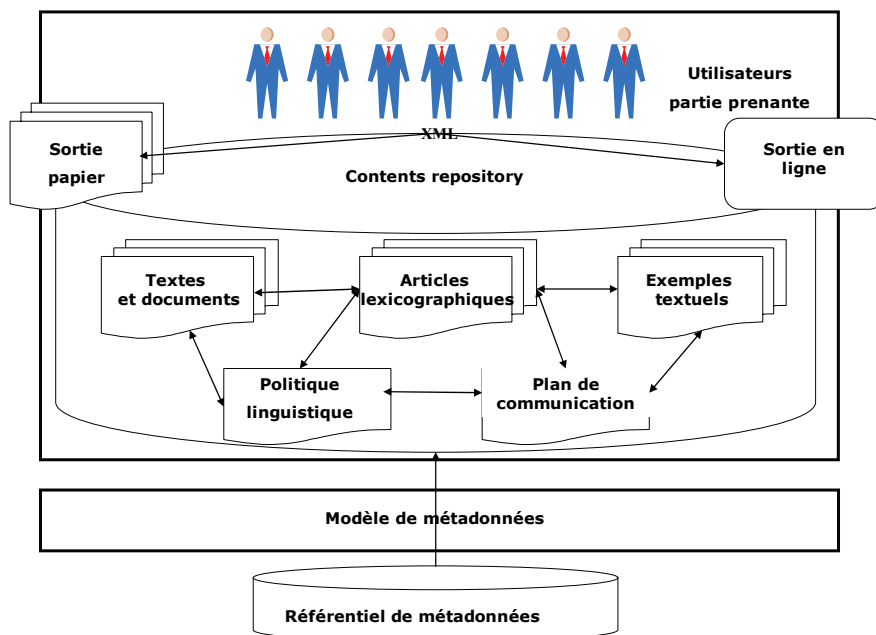 Utilisateurs
partie prenante
XML
Sortie
papier
Sortie en
ligne
Contents repository
Textes
et documents
Articles
lexicographiques
Exemples
textuels
Politique
linguistique
Plan de
communication
Modèle de métadonnées
Référentiel de métadonnées